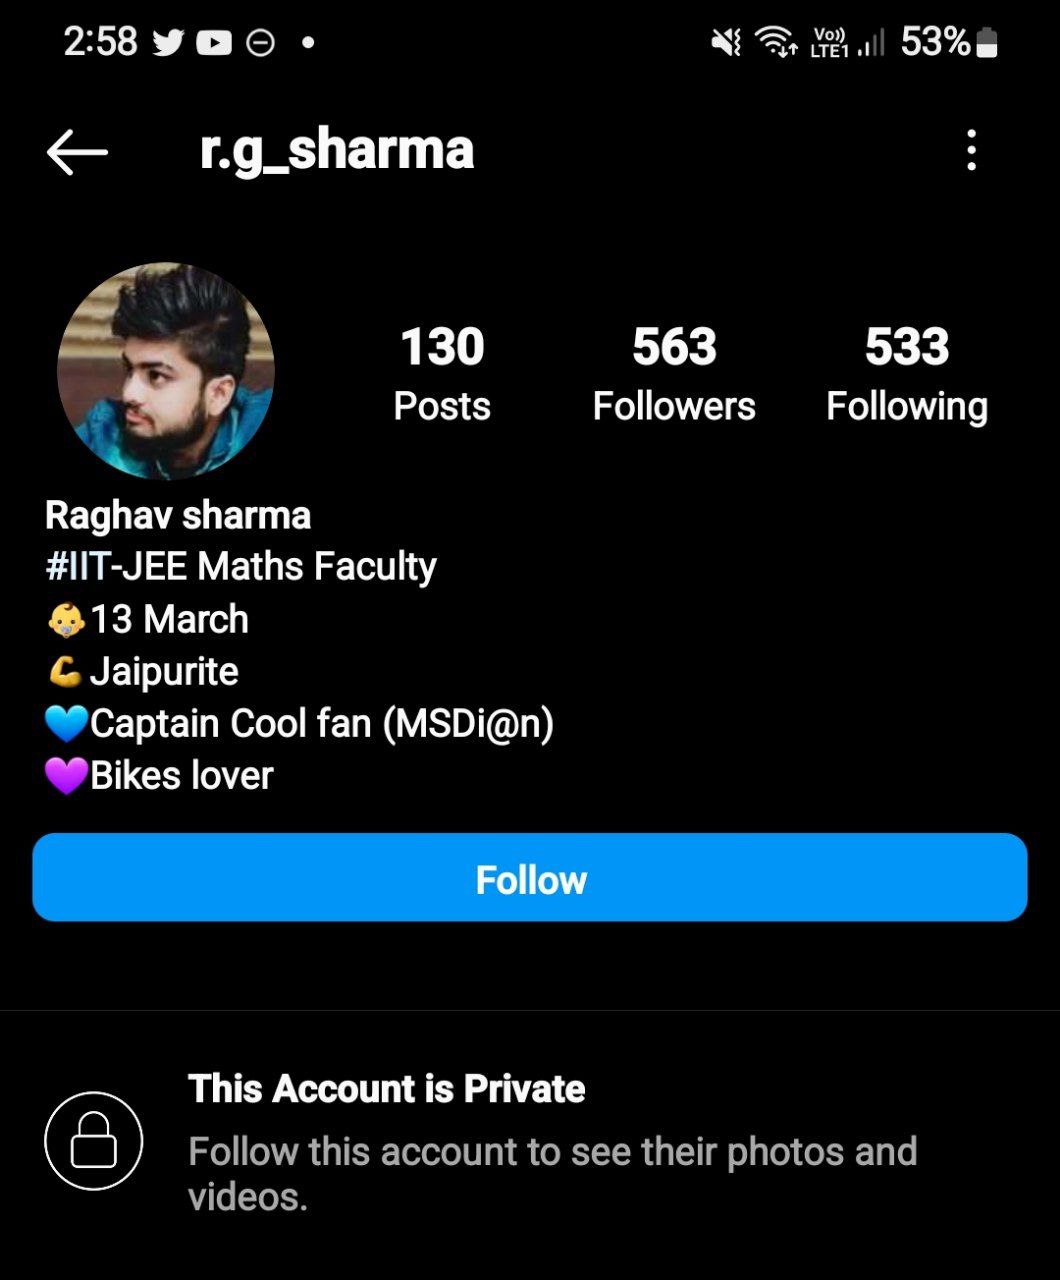 2:58 Vo)) LTE1 53%
r.g_sharma
130 563 533
Posts Followers Following
Raghav sharma
#IIT-JEE Maths Faculty
👶13 March
💪Jaipurite
💙Captain Cool fan (MSDi@n)
💜Bikes lover
Follow
This Account is Private
Follow this account to see their photos and
videos.